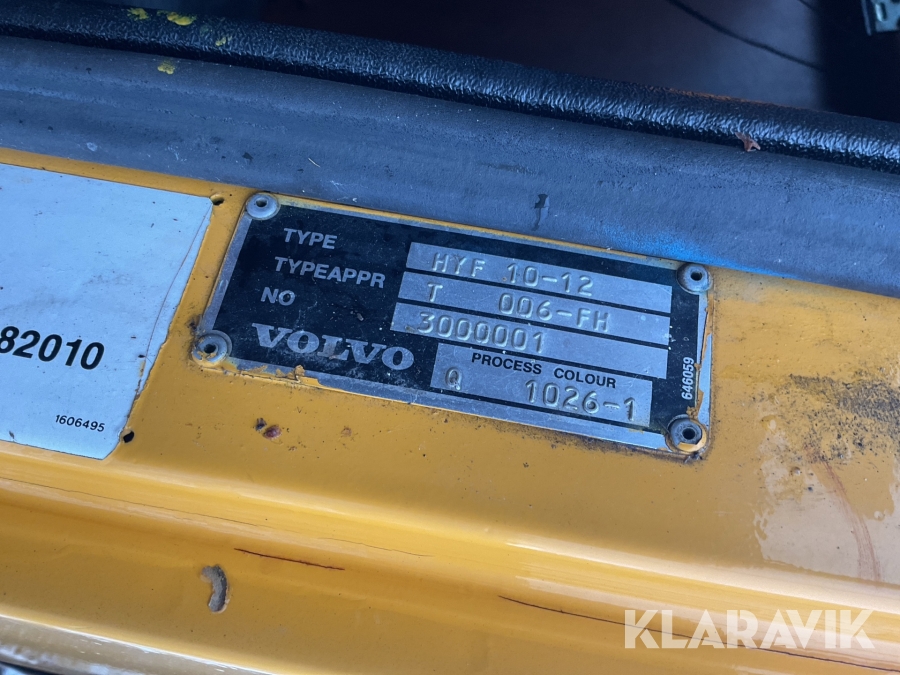 TYPE HYF 10-12
TYPEAPPR T 006-FH
NO 3000001
VOLVO
PROCESS COLOUR
Q 1026-1
646059
82010
1606495
KLARAVIK